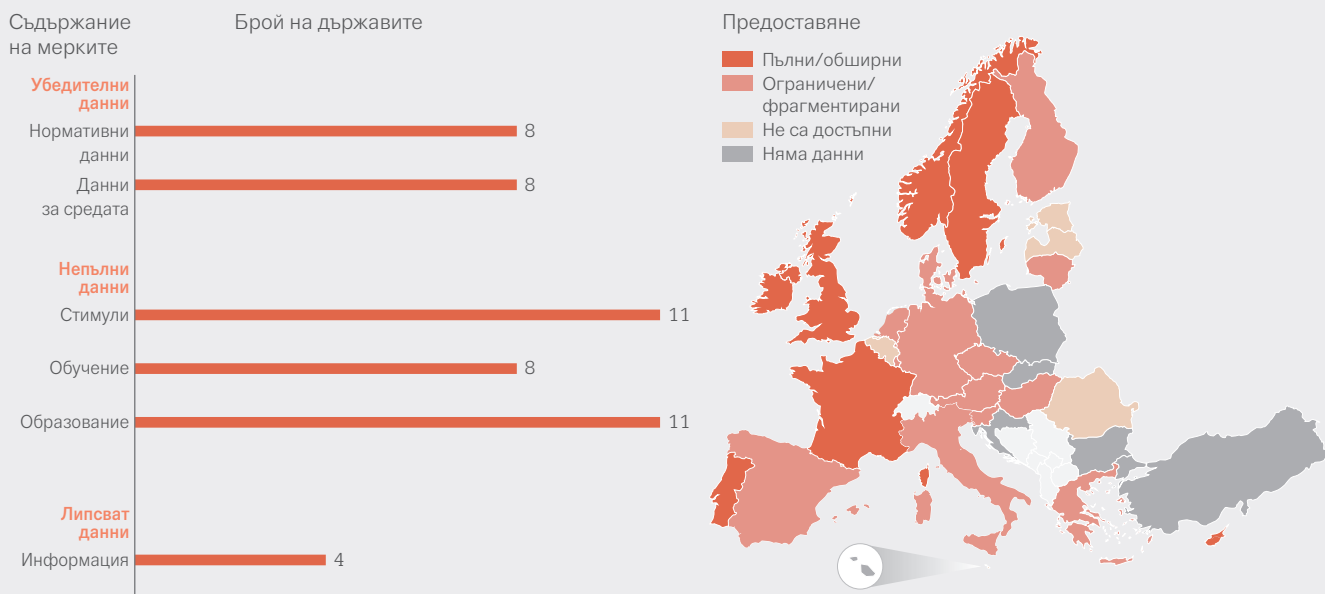 Съдържание
на мерките
Брой на държавите
Убедителни
данни
Нормативни
данни
8
Данни
за средата
8
Непълни
данни
Стимули
11
Обучение
8
Образование
11
Липсват
данни
Информация
4
Предоставяне
Пълни/обширни
Ограничени/
фрагментирани
Не са достъпни
Няма данни